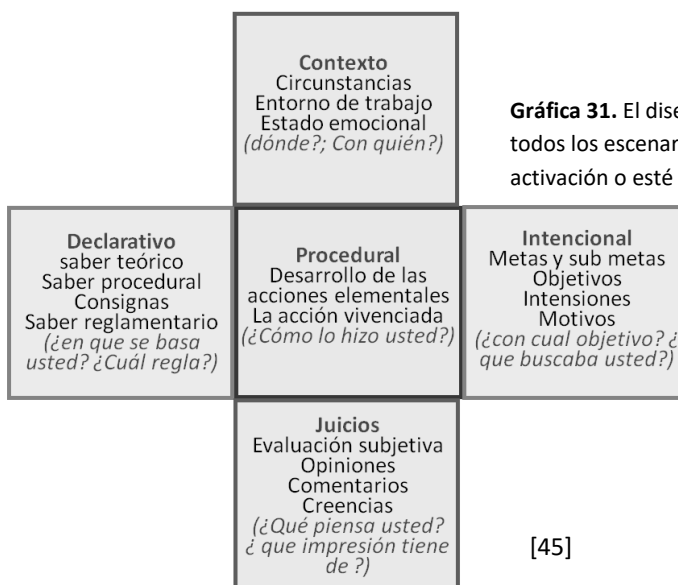 Contexto
Circunstancias
Entorno de trabajo
Estado emocional
(dónde?; Con quién?)
Gráfica 31. El dise
todos los escenar
activación o esté
Declarativo
saber teórico
Saber procedural
Consignas
Saber reglamentario
(¿en que se basa
usted? ¿Cuál regla?)
Procedural
Desarrollo de las
acciones elementales
La acción vivenciada
(¿Cómo lo hizo usted?)
Intencional
Metas y sub metas
Objetivos
Intensiones
Motivos
(¿con cual objetivo? ¿
que buscaba usted?)
Juicios
Evaluación subjetiva
Opiniones
Comentarios
Creencias
(¿Qué piensa usted?
¿ que impresión tiene
de ?)
[45]